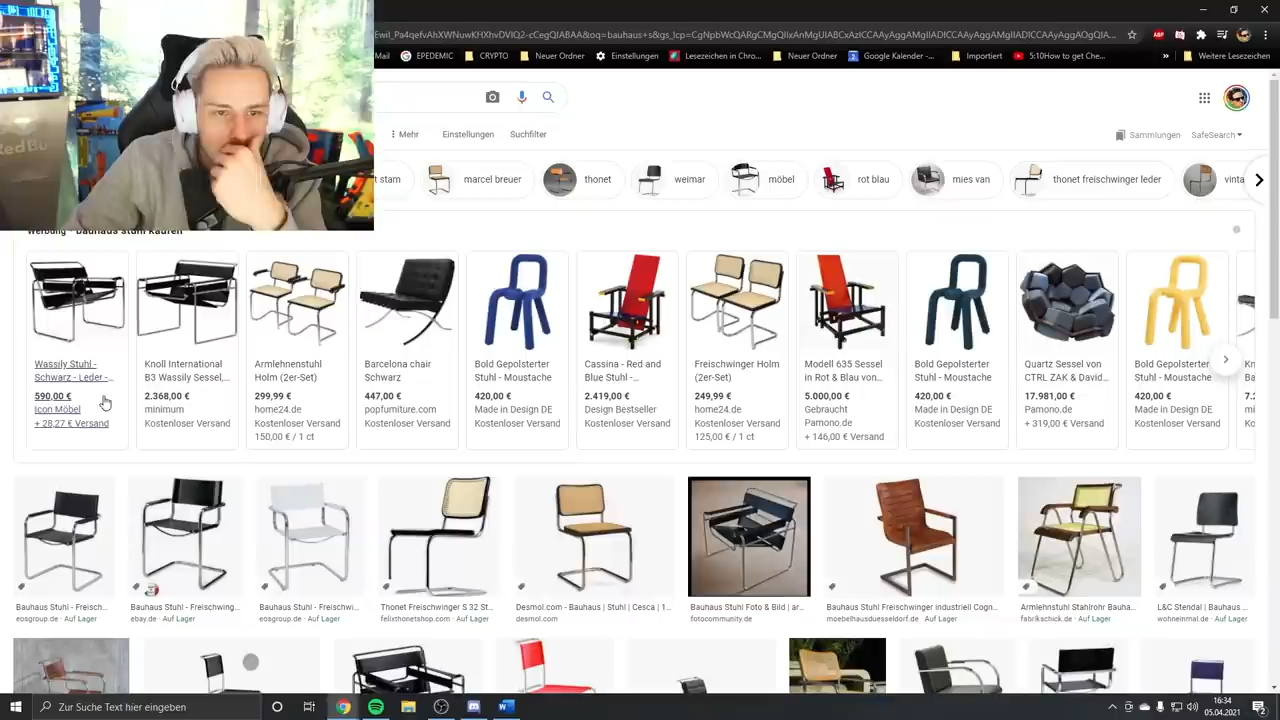 Ewil_Pa4qefvAhXWNuwKHXhvDVIQ2-cCegQIABAA&oq=bauhaus+s&gs_lcp=CgNpbWcQARgCMgQIIxAnMgUIABCxAzICCAAyAggAMgIIADICCAAyAggAMgIIADICCAAyAggAOgQIA...
Mail EPEDEMIC CRYPTO Neuer Ordner Einstellungen Lesezeichen in Chro... Neuer Ordner Google Kalender -... Importiert 5:10How to get Che... Weitere Lesezeichen
Mehr Einstellungen Suchfilter Sammlungen SafeSearch
t stam marcel breuer thonet weimar möbel rot blau mies van thonet freischwinger leder vinta
Werbung · bauhaus stuhl kaufen
Wassily Stuhl -
Schwarz - Leder -...
590,00 €
Icon Möbel
+ 28,27 € Versand
Knoll International
B3 Wassily Sessel,...
2.368,00 €
minimum
Kostenloser Versand
Armlehnenstuhl
Holm (2er-Set)
299,99 €
home24.de
Kostenloser Versand
150,00 € / 1 ct
Barcelona chair
Schwarz
447,00 €
popfurniture.com
Kostenloser Versand
Bold Gepolsterter
Stuhl - Moustache
420,00 €
Made in Design DE
Kostenloser Versand
Cassina - Red and
Blue Stuhl -...
2.419,00 €
Design Bestseller
Kostenloser Versand
Freischwinger Holm
(2er-Set)
249,99 €
home24.de
Kostenloser Versand
125,00 € / 1 ct
Modell 635 Sessel
in Rot & Blau von...
5.000,00 €
Gebraucht
Pamono.de
+ 146,00 € Versand
Bold Gepolsterter
Stuhl - Moustache
420,00 €
Made in Design DE
Kostenloser Versand
Quartz Sessel von
CTRL ZAK & David...
17.981,00 €
Pamono.de
+ 319,00 € Versand
Bold Gepolsterter
Stuhl - Moustache
420,00 €
Made in Design DE
Kostenloser Versand
Bauhaus Stuhl - Freisch...
eosgroup.de · Auf Lager
Bauhaus Stuhl - Freischwing...
ebay.de · Auf Lager
Bauhaus Stuhl - Freischwi...
eosgroup.de · Auf Lager
Thonet Freischwinger S 32 St...
felixthonetshop.com · Auf Lager
Desmol.com - Bauhaus | Stuhl | Cesca | 1...
desmol.com
Bauhaus Stuhl Foto & Bild | ar...
fotocommunity.de
Bauhaus Stuhl Freischwinger industriell Cogn...
moebelhausduesseldorf.de · Auf Lager
Armlehnstuhl Stahlrohr Bauha...
fabrikschick.de · Auf Lager
L&C Stendal | Bauhaus ...
wohneinmal.de · Auf Lager
Zur Suche Text hier eingeben
16:34
05.04.2021